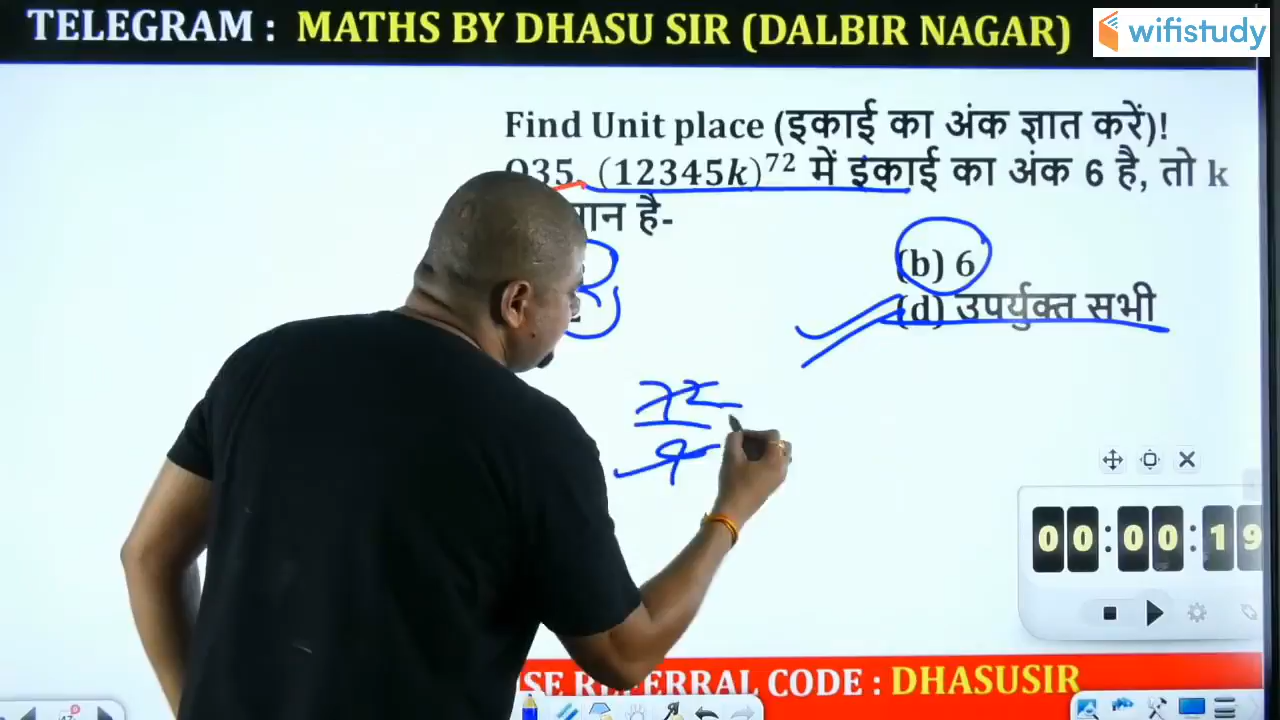 TELEGRAM : MATHS BY DHASU SIR (DALBIR NAGAR)
wifistudy
Find Unit place (इकाई का अंक ज्ञात करें)!
Q35. (12345k)^72 में इकाई का अंक 6 है, तो k
मान है-
(b) 6
(d) उपर्युक्त सभी
72
4
00:00:19
REFERRAL CODE : DHASUSIR